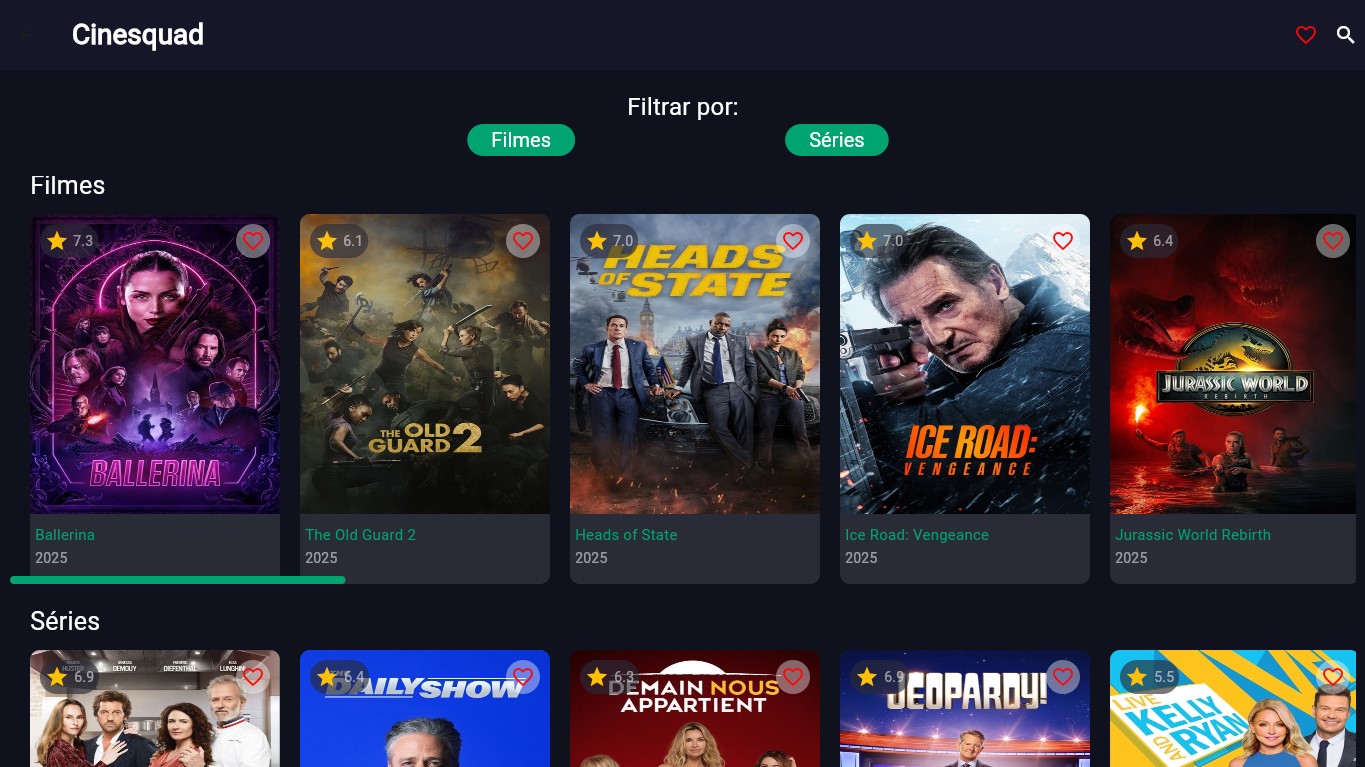 Cinesquad
Filtrar por:
Filmes
Séries
Filmes
7.3
BALLERINA
Ballerina
2025
6.1
THE OLD
GUARD 2
The Old Guard 2
2025
7.0
HEADS
OF STATE
Heads of State
2025
7.0
ICE ROAD:
VENGEANCE
Ice Road: Vengeance
2025
6.4
JURASSIC WORLD
REBIRTH
Jurassic World Rebirth
2025
Séries
6.9
6.4
DAILY SHOW
6.3
DEMAIN NOUS
APPARTIENT
6.9
JEOPARDY!
5.5
LIVE
KELLY
AND RYAN